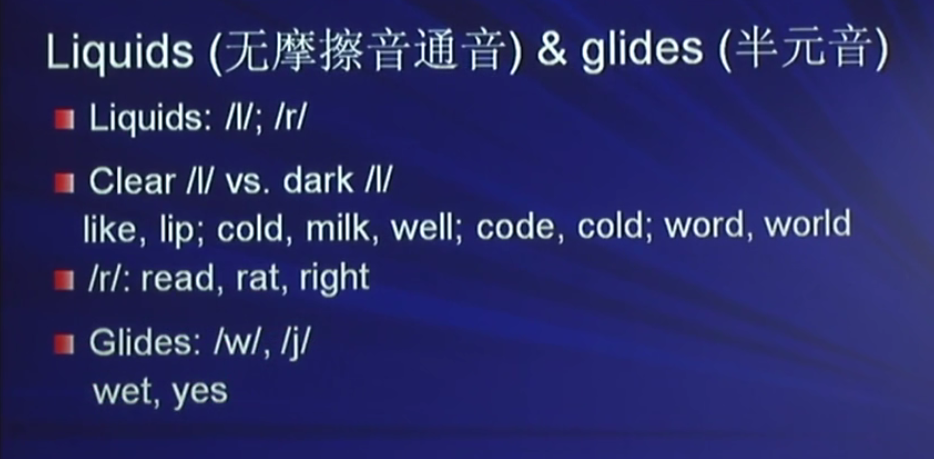 Liquids (无摩擦音通音) & glides (半元音)
Liquids: /l/; /r/
Clear /l/ vs. dark /l/
like, lip; cold, milk, well; code, cold; word, world
/r/: read, rat, right
Glides: /w/, /j/
wet, yes